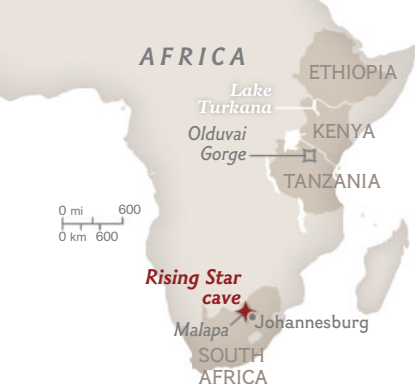 AFRICA
ETHIOPIA
Lake
Turkana
Olduvai
Gorge
KENYA
TANZANIA
0 mi 600
0 km 600
Rising Star
cave
Malapa
Johannesburg
SOUTH
AFRICA